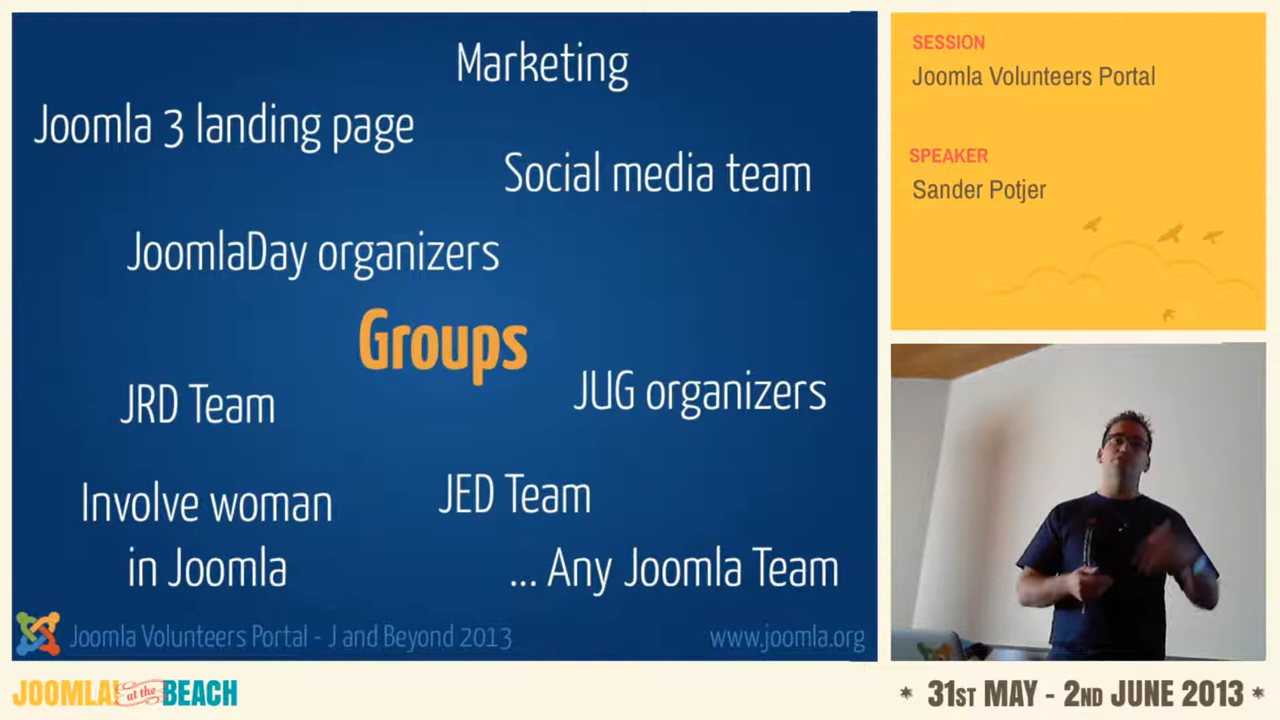 Marketing
Joomla 3 landing page
Social media team
JoomlaDay organizers
Groups
JRD Team
JUG organizers
Involve woman
in Joomla
JED Team
... Any Joomla Team
Joomla Volunteers Portal - J and Beyond 2013
www.joomla.org
SESSION
Joomla Volunteers Portal
SPEAKER
Sander Potjer
JOOMLA! at the BEACH
* 31ST MAY - 2ND JUNE 2013 *